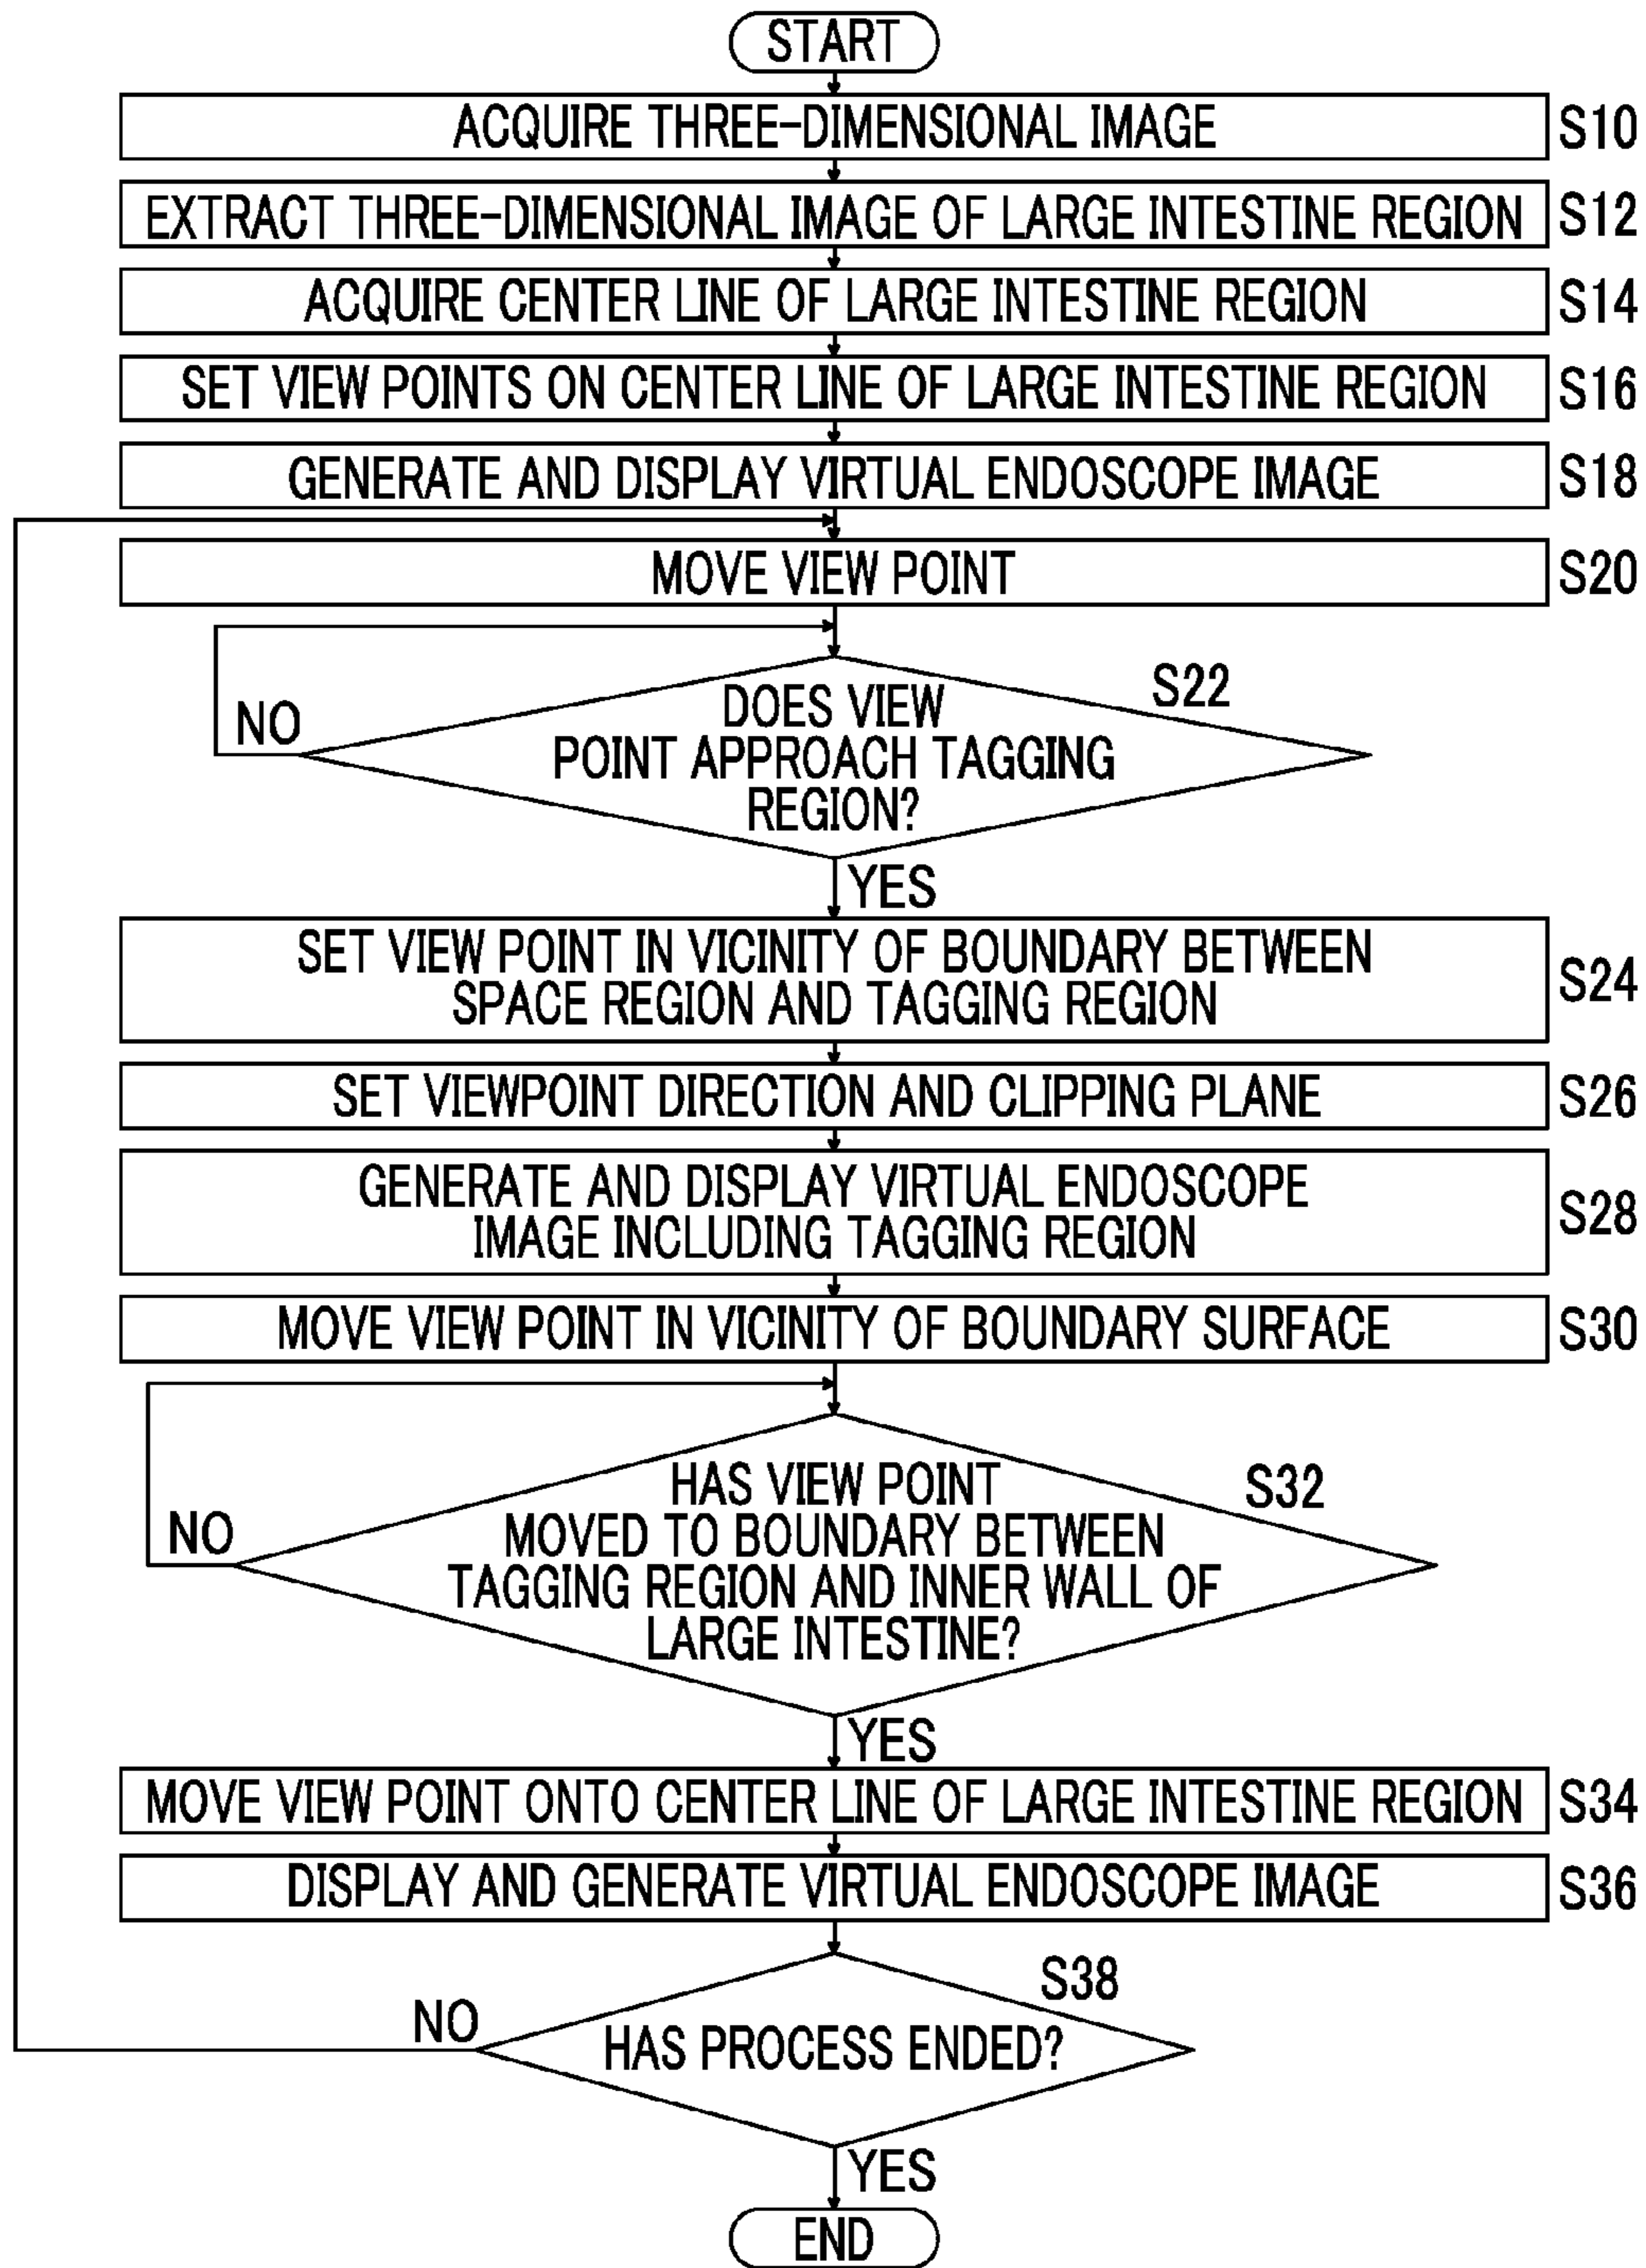 START
ACQUIRE THREE-DIMENSIONAL IMAGE
S10
EXTRACT THREE-DIMENSIONAL IMAGE OF LARGE INTESTINE REGION
S12
ACQUIRE CENTER LINE OF LARGE INTESTINE REGION
S14
SET VIEW POINTS ON CENTER LINE OF LARGE INTESTINE REGION
S16
GENERATE AND DISPLAY VIRTUAL ENDOSCOPE IMAGE
S18
MOVE VIEW POINT
S20
S22
DOES VIEW
POINT APPROACH TAGGING
REGION?
NO
YES
SET VIEW POINT IN VICINITY OF BOUNDARY BETWEEN
SPACE REGION AND TAGGING REGION
S24
SET VIEWPOINT DIRECTION AND CLIPPING PLANE
S26
GENERATE AND DISPLAY VIRTUAL ENDOSCOPE
IMAGE INCLUDING TAGGING REGION
S28
MOVE VIEW POINT IN VICINITY OF BOUNDARY SURFACE
S30
S32
HAS VIEW POINT
MOVED TO BOUNDARY BETWEEN
TAGGING REGION AND INNER WALL OF
LARGE INTESTINE?
NO
YES
MOVE VIEW POINT ONTO CENTER LINE OF LARGE INTESTINE REGION
S34
DISPLAY AND GENERATE VIRTUAL ENDOSCOPE IMAGE
S36
S38
HAS PROCESS ENDED?
NO
YES
END